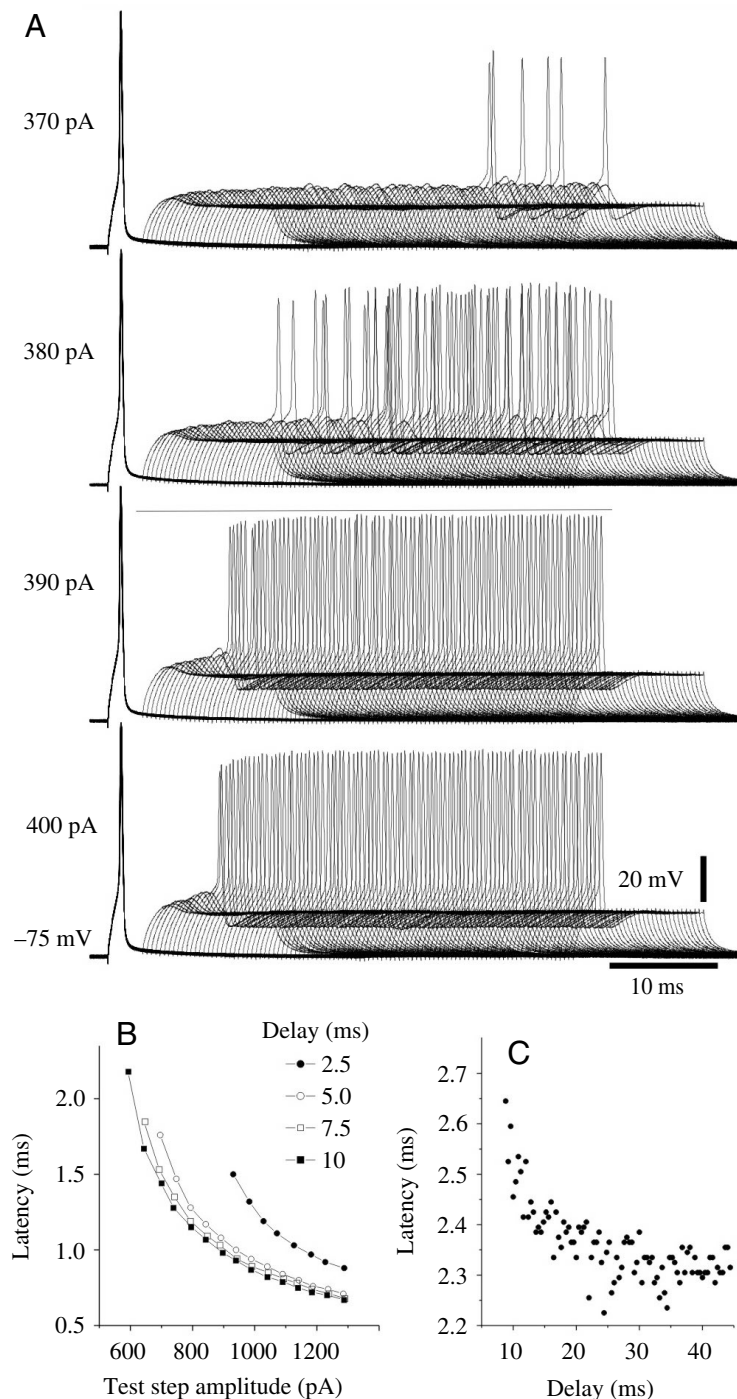 A
370 pA
380 pA
390 pA
400 pA
20 mV
–75 mV
10 ms
B
Delay (ms)
2.5
5.0
7.5
10
2.0
1.5
1.0
0.5
Latency (ms)
600 800 1000 1200
Test step amplitude (pA)
C
2.7
2.6
2.5
2.4
2.3
2.2
Latency (ms)
10 20 30 40
Delay (ms)